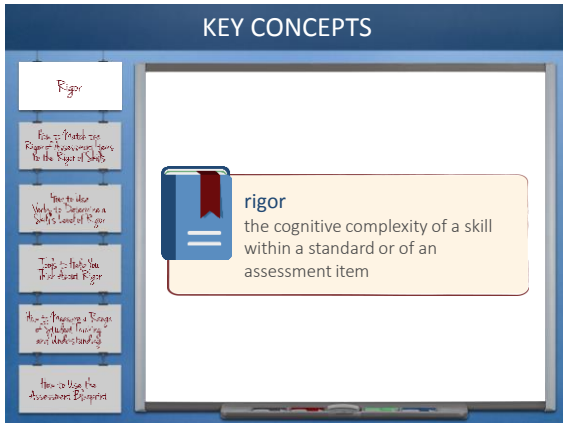 KEY CONCEPTS
Rigor
How to Match the
Rigor of Assessment Items
to the Rigor of Skills
How to Use
Verbs to Determine a
Skill's Level of Rigor
Tools to Help You
Think About Rigor
How to Measure a Range
of Student Thinking
and Understanding
How to Use the
Assessment Blueprint
rigor
the cognitive complexity of a skill
within a standard or of an
assessment item